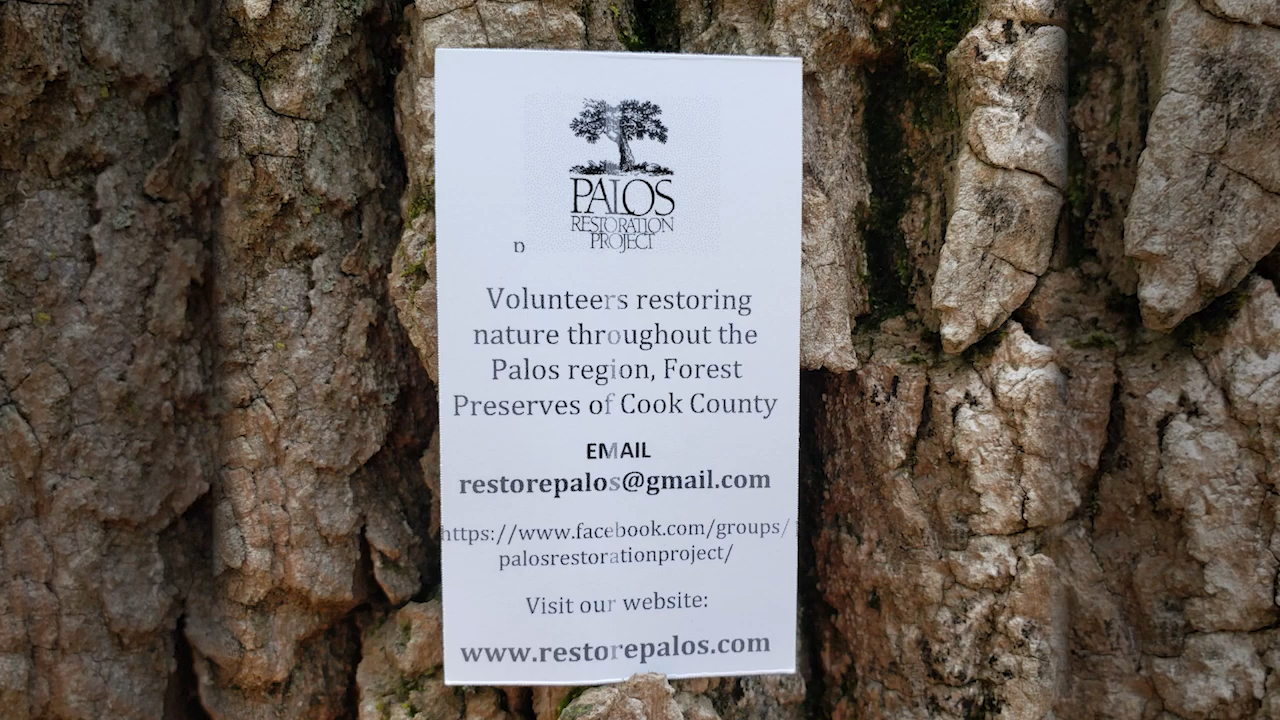 PALOS
RESTORATION
PROJECT
p
Volunteers restoring
nature throughout the
Palos region, Forest
Preserves of Cook County
EMAIL
restorepalos@gmail.com
https://www.facebook.com/groups/
palosrestorationproject/
Visit our website:
www.restorepalos.com